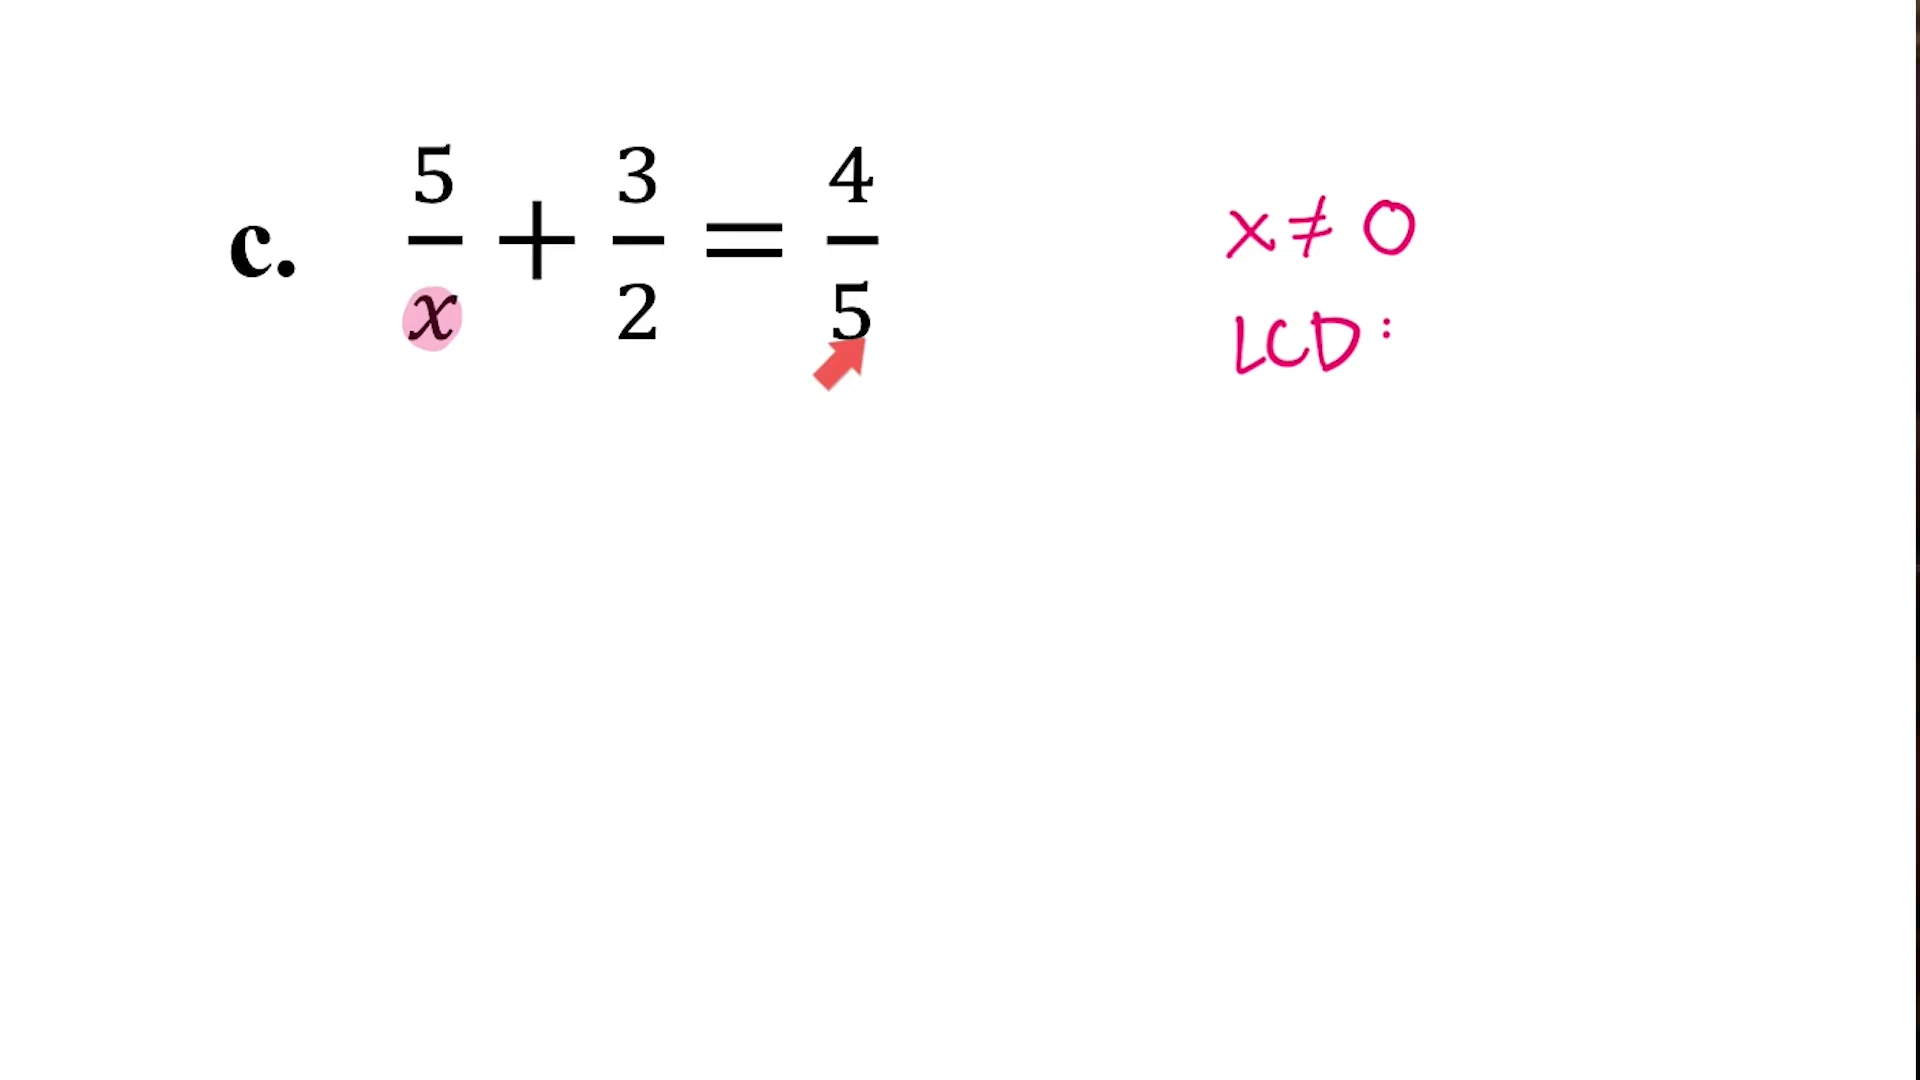 c. 5/x + 3/2 = 4/5
x ≠ 0
LCD :